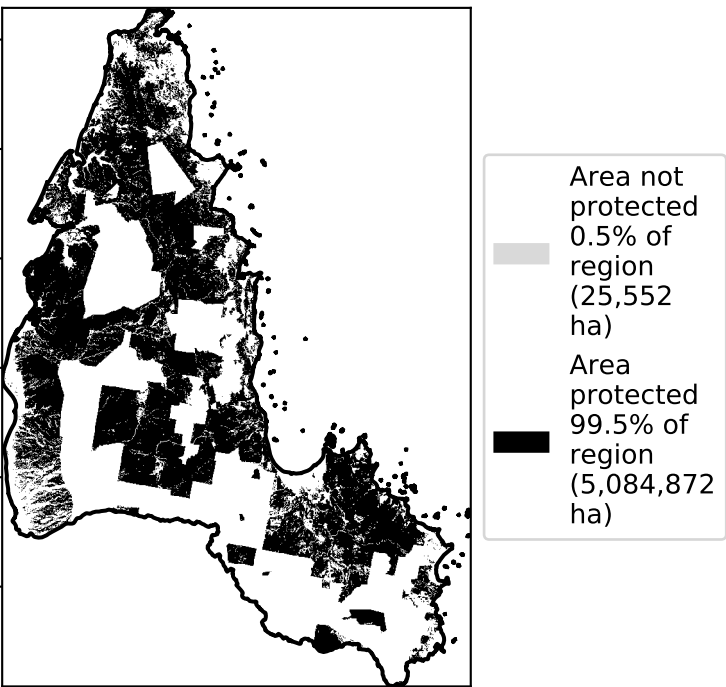 Area not
protected
0.5% of
region
(25,552
ha)
Area
protected
99.5% of
region
(5,084,872
ha)